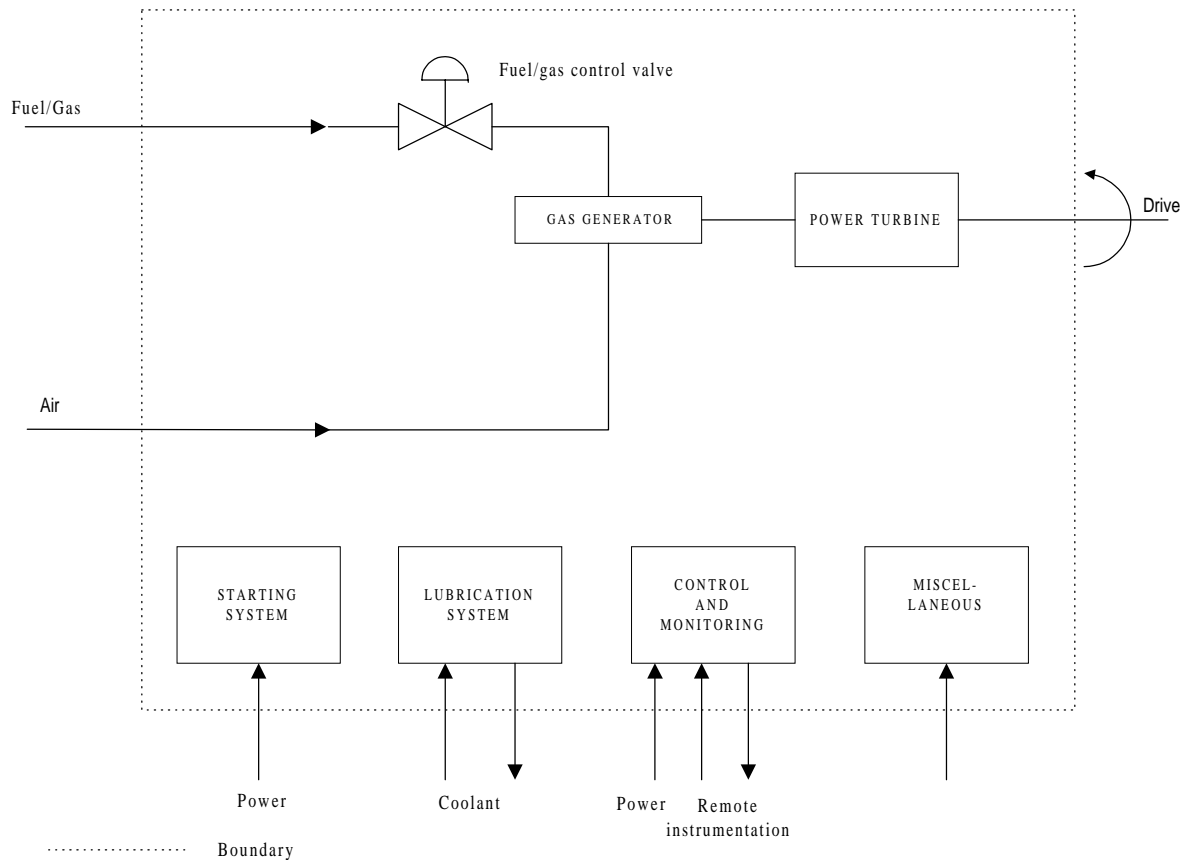 Fuel/gas control valve
Fuel/Gas
GAS GENERATOR
POWER TURBINE
Drive
Air
STARTING
SYSTEM
LUBRICATION
SYSTEM
CONTROL
AND
MONITORING
MISCEL-
LANEOUS
Power
Coolant
Power
Remote
instrumentation
Boundary